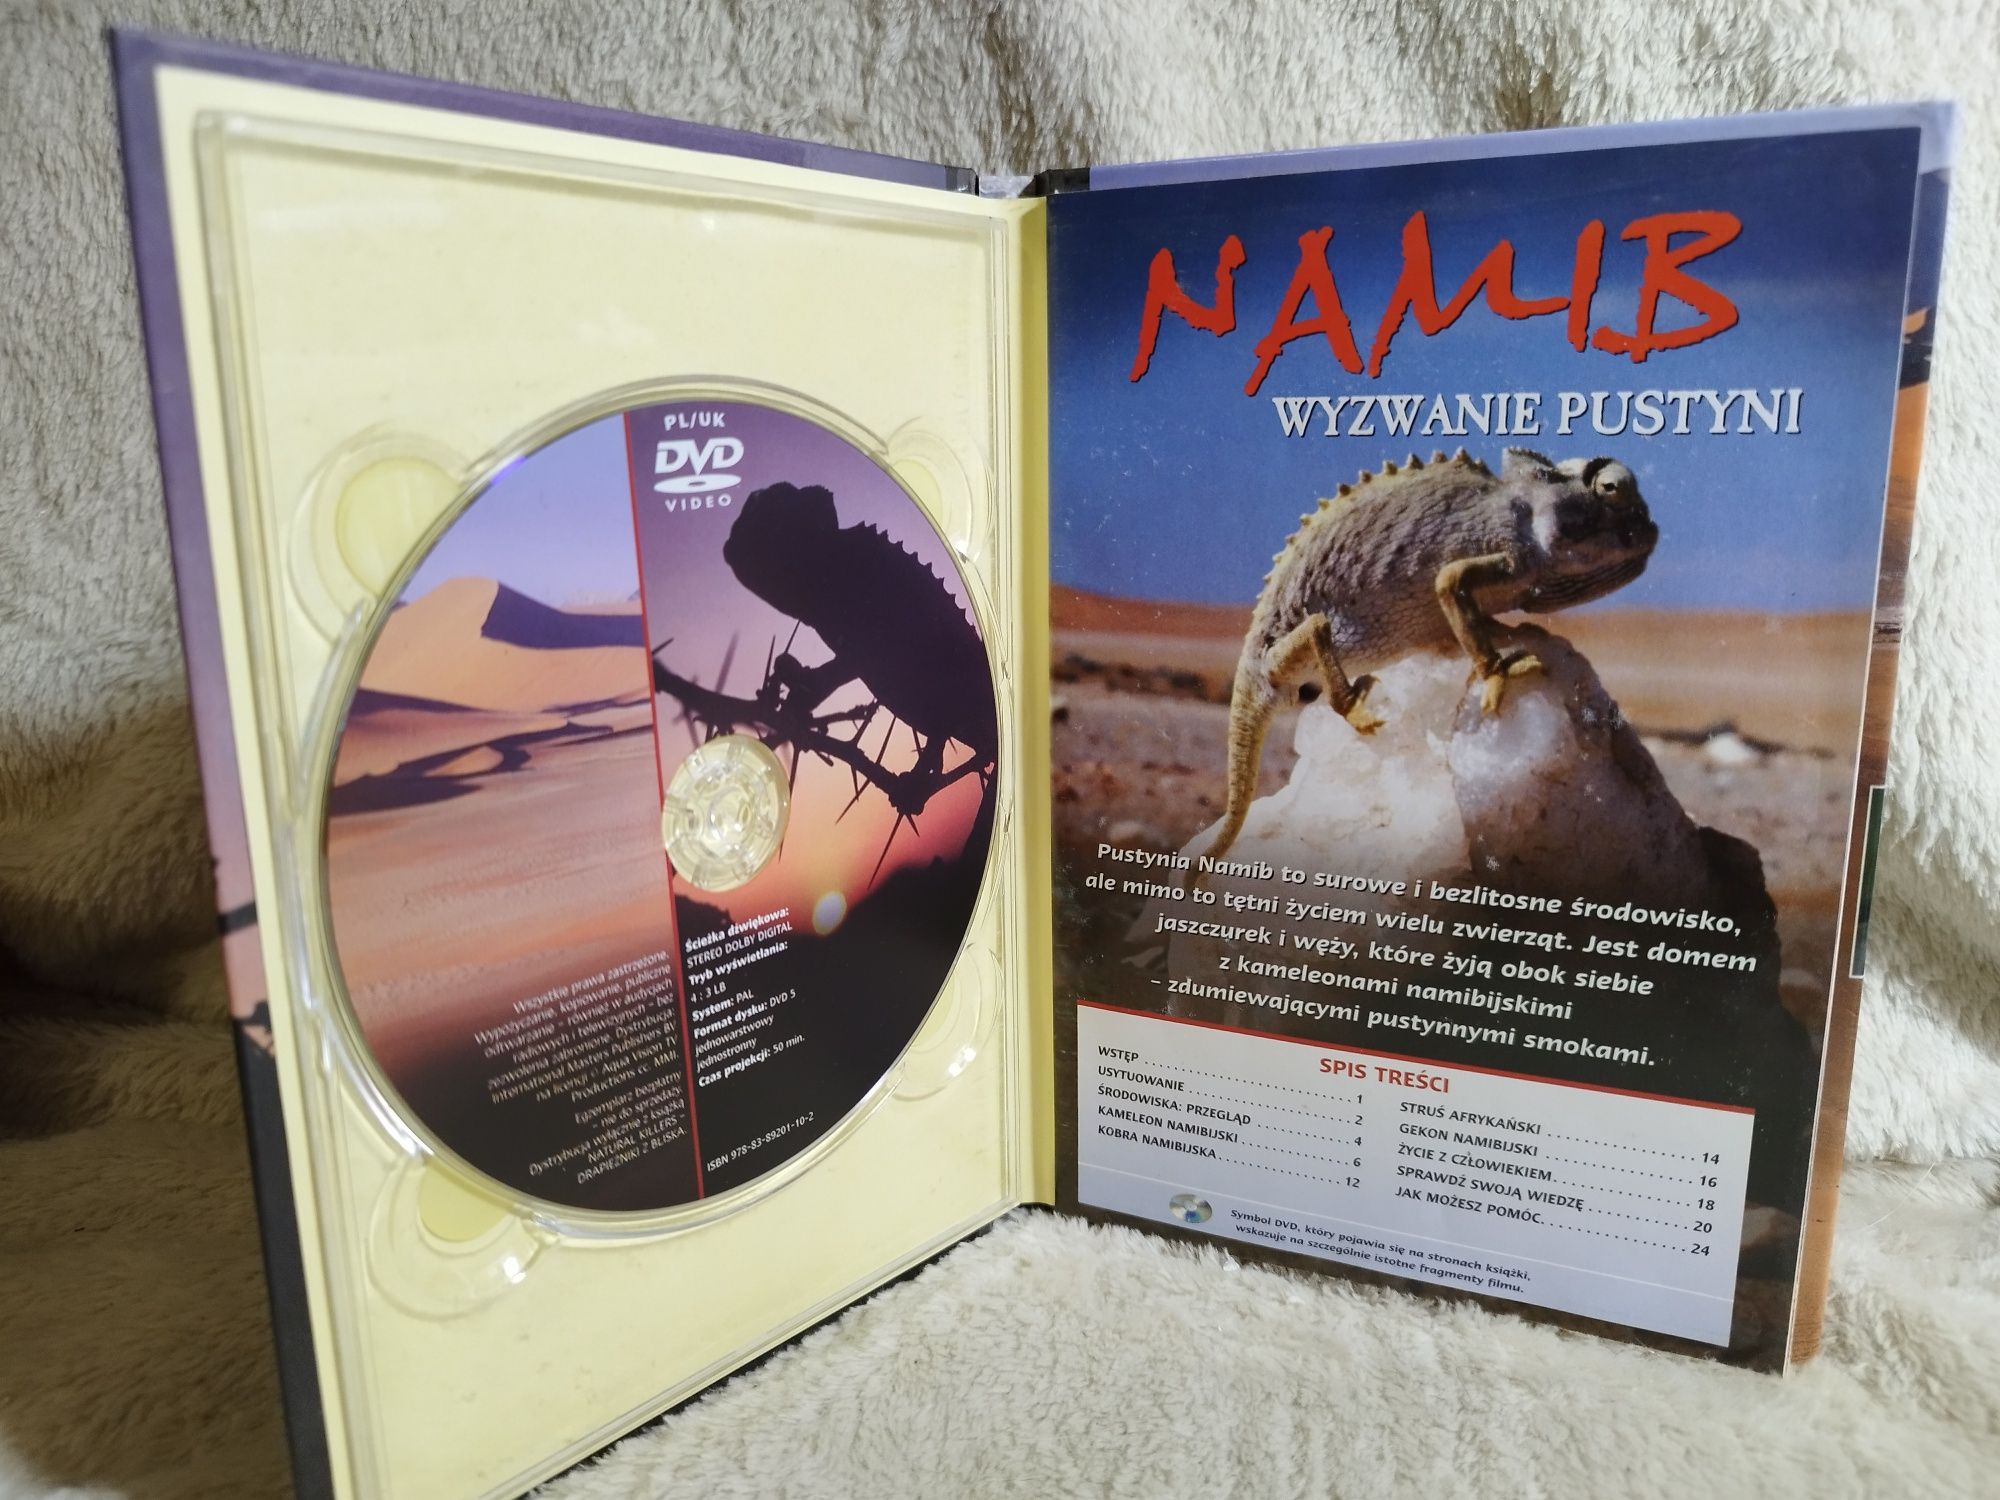 PL/UK
DVD
VIDEO
Wszystkie prawa zastrzeżone.
Wypożyczanie, kopiowanie, publiczne
odtwarzanie – również w audycjach
radiowych i telewizyjnych – bez
zezwolenia zabronione. Dystrybucja:
International Masters Publishers BV
na licencji © Aqua Vision TV
Productions cc. MMII.
Egzemplarz bezpłatny
– nie do sprzedaży.
Dystrybucja wyłącznie z książką
NATURAL KILLERS –
DRAPIEŻNIKI Z BLISKA.
Ścieżka dźwiękowa:
STEREO DOLBY DIGITAL
Tryb wyświetlania:
4 : 3 LB
System: PAL
Format dysku: DVD 5
jednowarstwowy
jednostronny
Czas projekcji: 50 min.
ISBN 978-83-89201-10-2
NAMIB
WYZWANIE PUSTYNI
Pustynia Namib to surowe i bezlitosne środowisko,
ale mimo to tętni życiem wielu zwierząt. Jest domem
jaszczurek i węży, które żyją obok siebie
z kameleonami namibijskimi
– zdumiewającymi pustynnymi smokami.
SPIS TREŚCI
WSTĘP 1
USYTUOWANIE 2
ŚRODOWISKA: PRZEGLĄD 4
KAMELEON NAMIBIJSKI 6
KOBRA NAMIBIJSKA 12
STRUŚ AFRYKAŃSKI 14
GEKON NAMIBIJSKI 16
ŻYCIE Z CZŁOWIEKIEM 18
SPRAWDŹ SWOJĄ WIEDZĘ 20
JAK MOŻESZ POMÓC 24
Symbol DVD, który pojawia się na stronach książki,
wskazuje na szczególnie istotne fragmenty filmu.